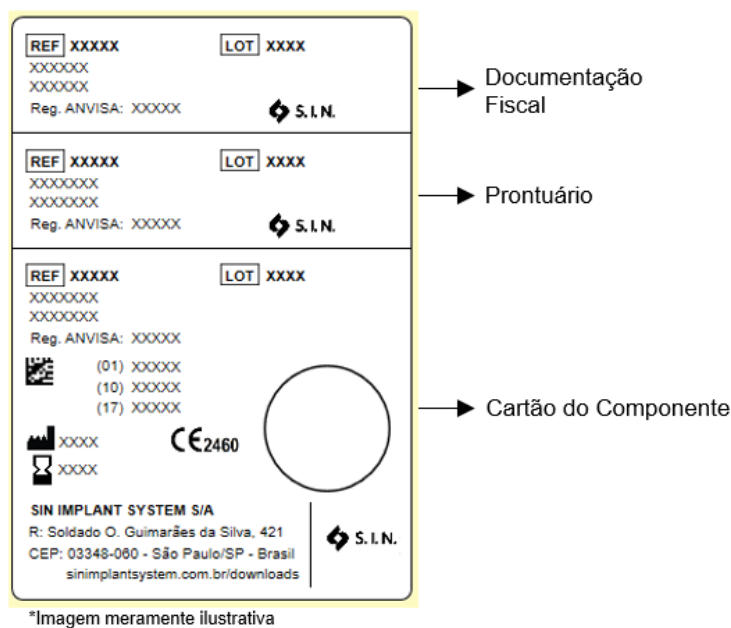 REF XXXXX LOT XXXX
XXXXXX
XXXXXX
Reg. ANVISA: XXXXX S.I.N.
Documentação
Fiscal
REF XXXXX LOT XXXX
XXXXXXX
XXXXXXX
Reg. ANVISA: XXXXX S.I.N.
Prontuário
REF XXXXX LOT XXXX
XXXXXXX
XXXXXXX
Reg. ANVISA: XXXXX
(01) XXXXX
(10) XXXXX
(17) XXXXX
Cartão do Componente
XXXX CE2460
XXXX
SIN IMPLANT SYSTEM S/A
R: Soldado O. Guimarães da Silva, 421
CEP: 03348-060 - São Paulo/SP - Brasil
sinimplantsystem.com.br/downloads
S.I.N.
*Imagem meramente ilustrativa